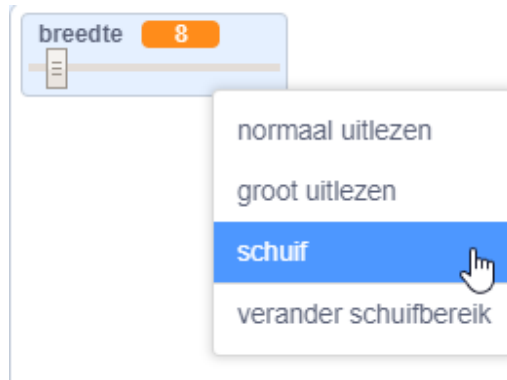 breedte 8
normaal uitlezen
groot uitlezen
schuif
verander schuifbereik